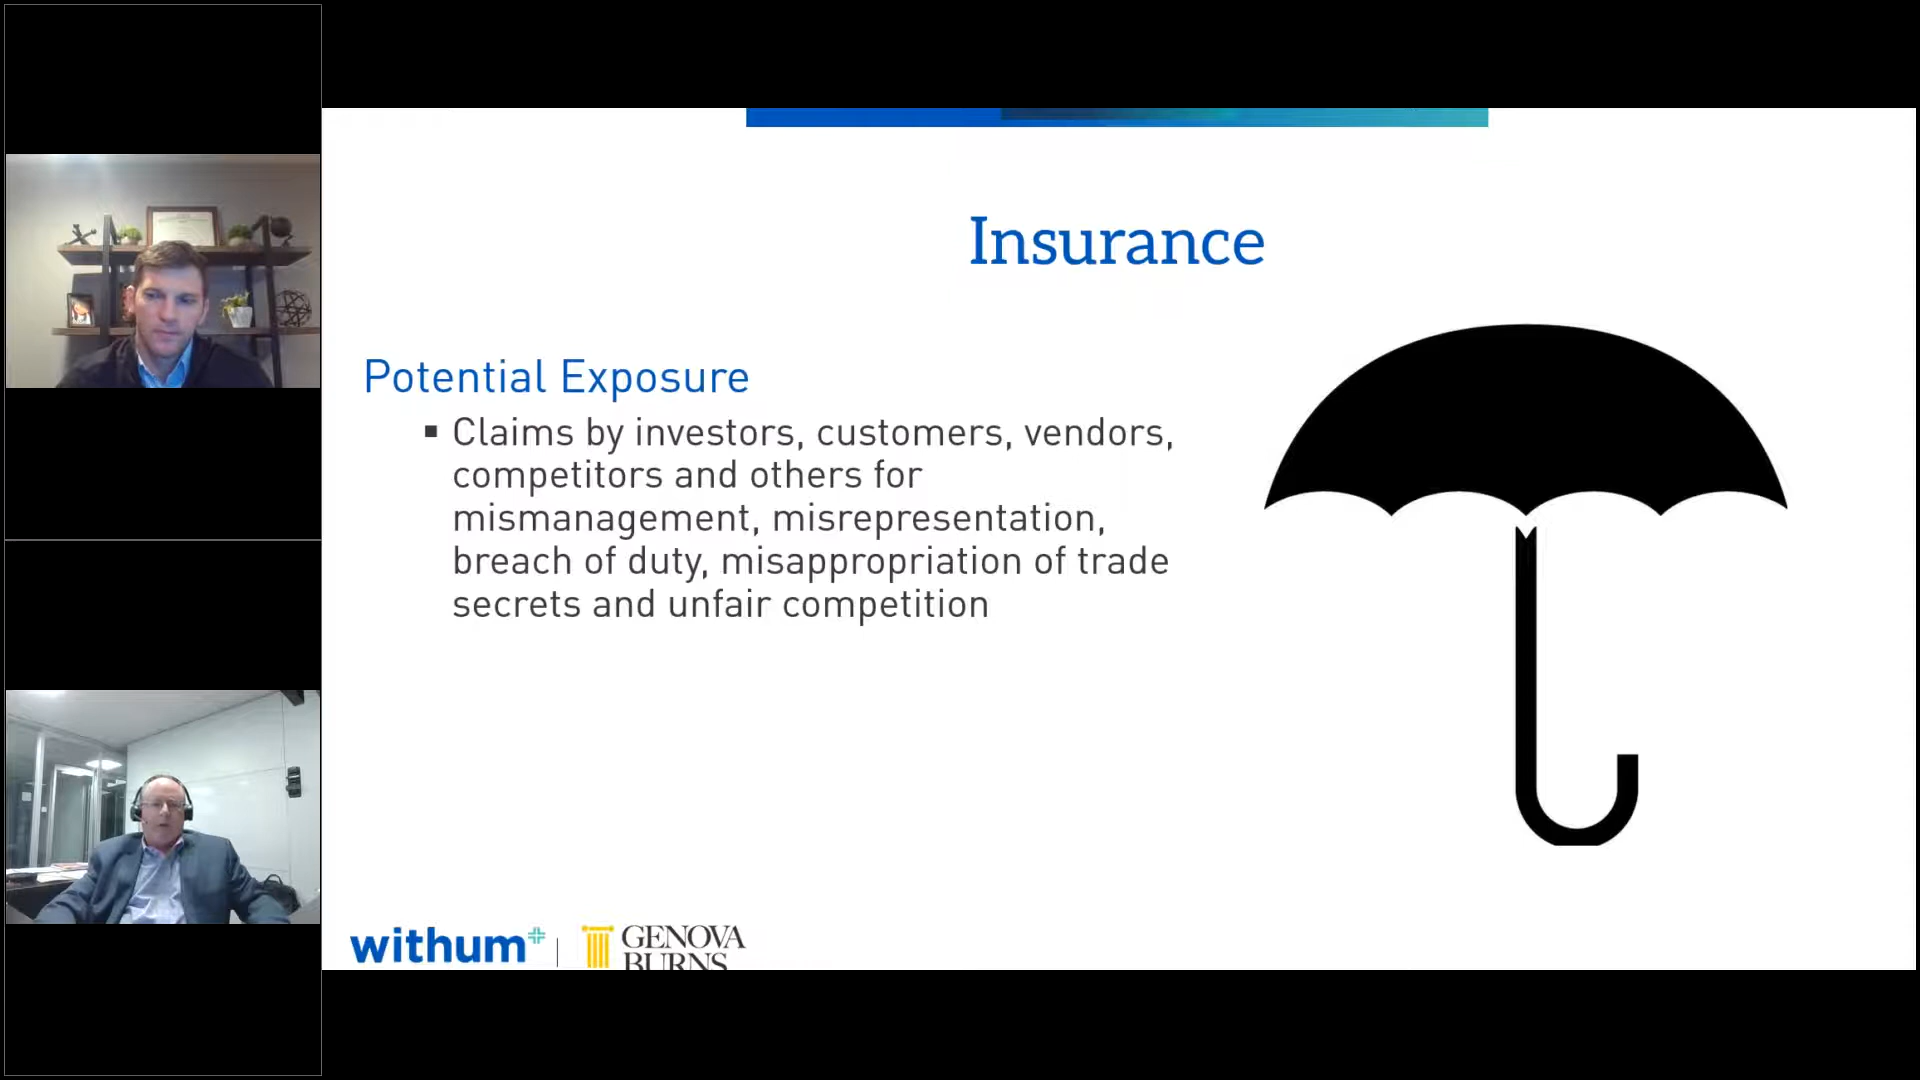 Insurance
Potential Exposure
▪ Claims by investors, customers, vendors,
competitors and others for
mismanagement, misrepresentation,
breach of duty, misappropriation of trade
secrets and unfair competition
withum+
GENOVA
BURNS